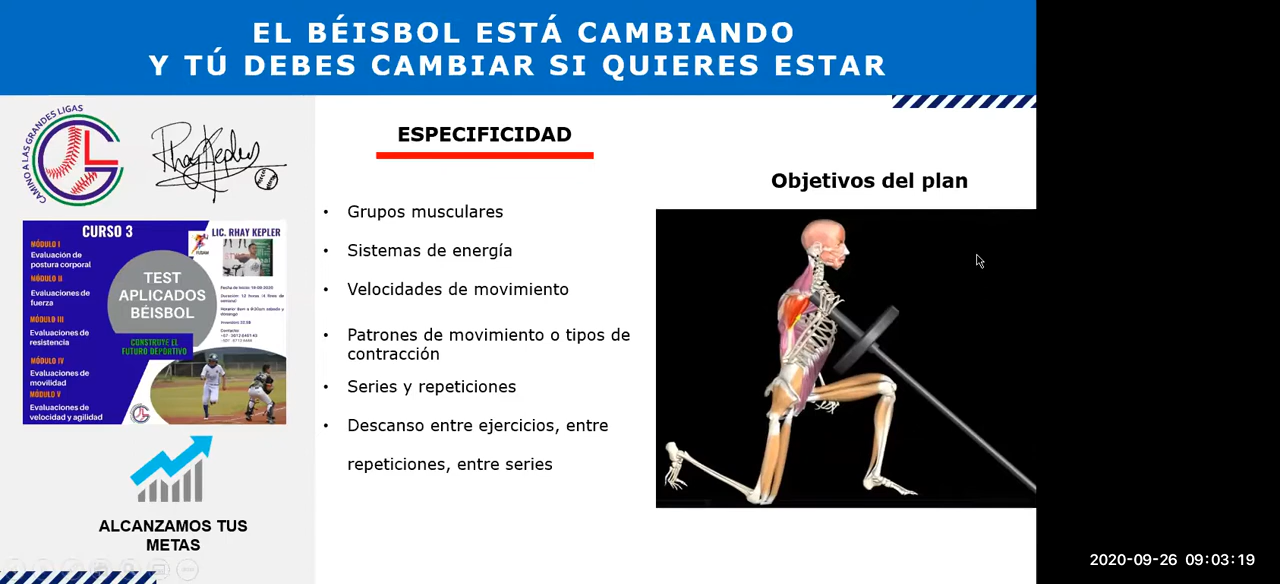 EL BÉISBOL ESTÁ CAMBIANDO
Y TÚ DEBES CAMBIAR SI QUIERES ESTAR
CAMINO A LAS GRANDES LIGAS
Rhay Kepler
CURSO 3
LIC. RHAY KEPLER
MÓDULO I
Evaluación de
postura corporal
MÓDULO II
Evaluaciones de
fuerza
MÓDULO III
Evaluaciones de
resistencia
MÓDULO IV
Evaluaciones de
movilidad
MÓDULO V
Evaluaciones de
velocidad y agilidad
TEST
APLICADOS
BÉISBOL
CONSTRUYE EL
FUTURO DEPORTIVO
ALCANZAMOS TUS
METAS
ESPECIFICIDAD
• Grupos musculares
• Sistemas de energía
• Velocidades de movimiento
• Patrones de movimiento o tipos de
contracción
• Series y repeticiones
• Descanso entre ejercicios, entre
repeticiones, entre series
Objetivos del plan
2020-09-26 09:03:19